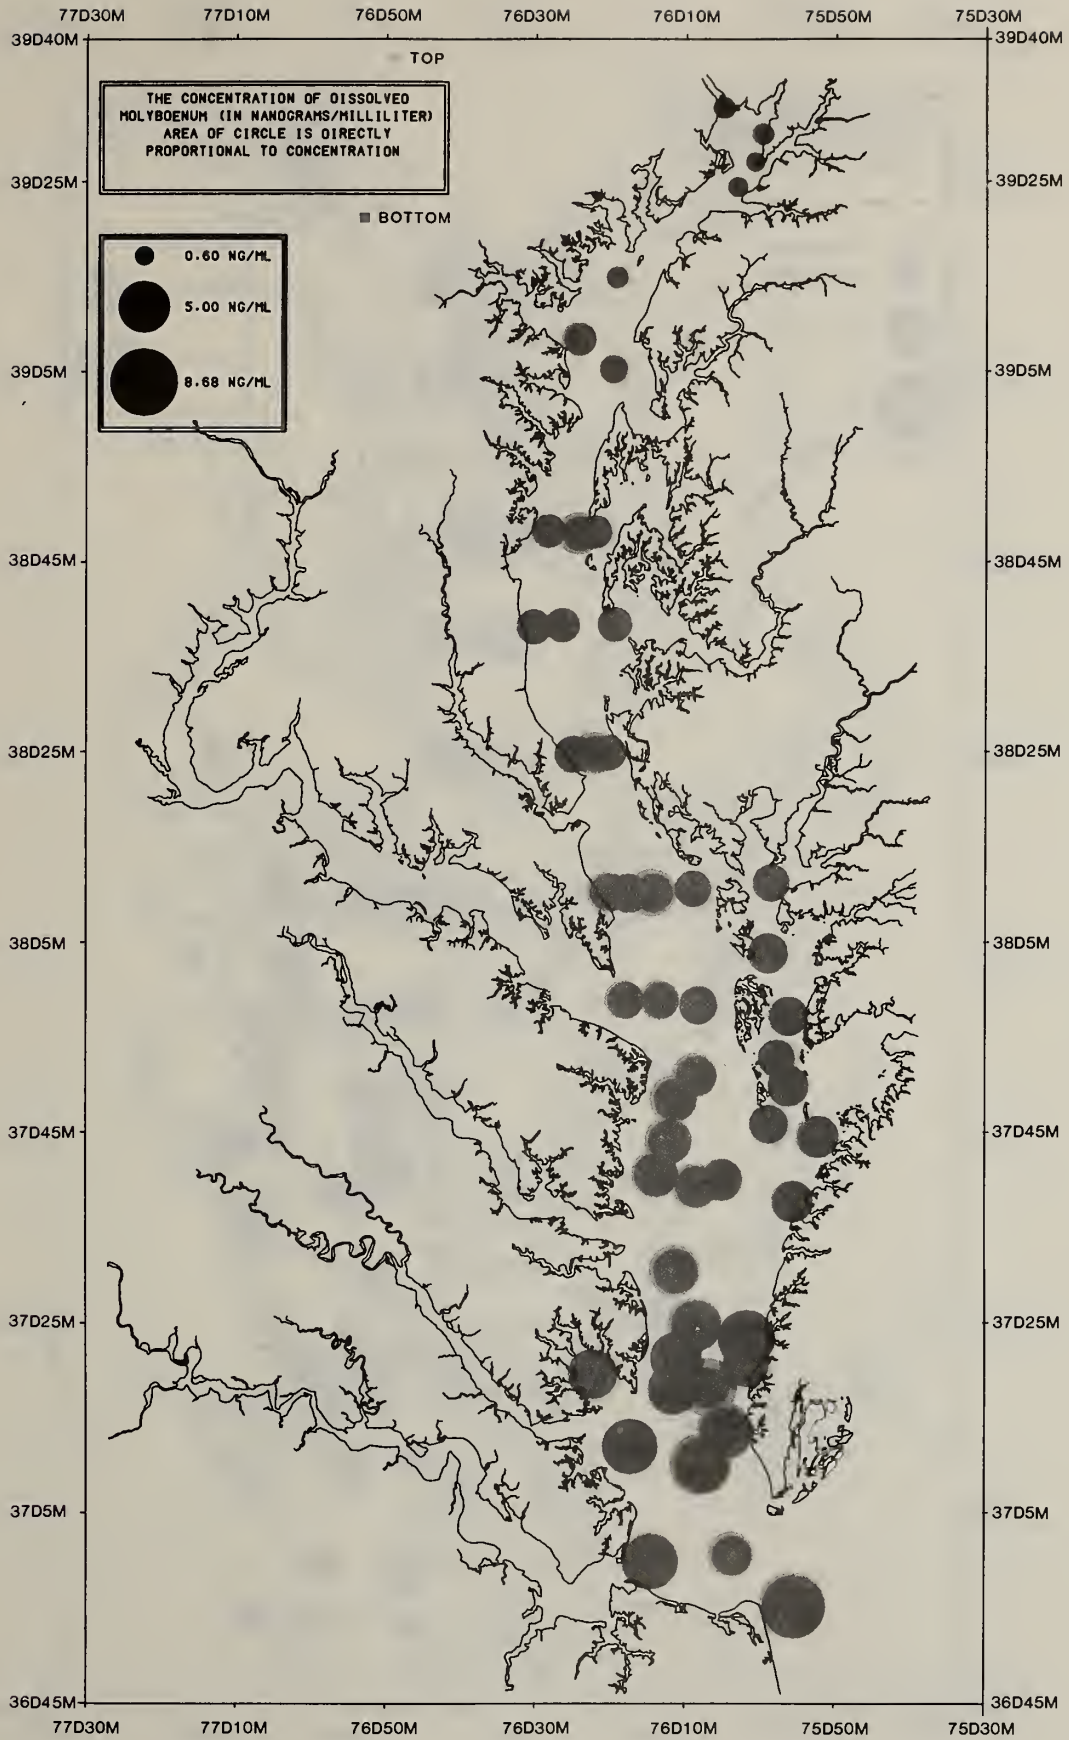 77D30M 77D10M 76D50M 76D30M 76D10M 75D50M 75D30M
39D40M 39D40M
TOP
THE CONCENTRATION OF DISSOLVED
MOLYBOENUM (IN NANOGRAMS/MILLILITER)
AREA OF CIRCLE IS DIRECTLY
PROPORTIONAL TO CONCENTRATION
39D25M 39D25M
BOTTOM
0.60 NG/ML
5.00 NG/ML
8.68 NG/ML
39D5M 39D5M
38D45M 38D45M
38D25M 38D25M
38D5M 38D5M
37D45M 37D45M
37D25M 37D25M
37D5M 37D5M
36D45M 36D45M
77D30M 77D10M 76D50M 76D30M 76D10M 75D50M 75D30M